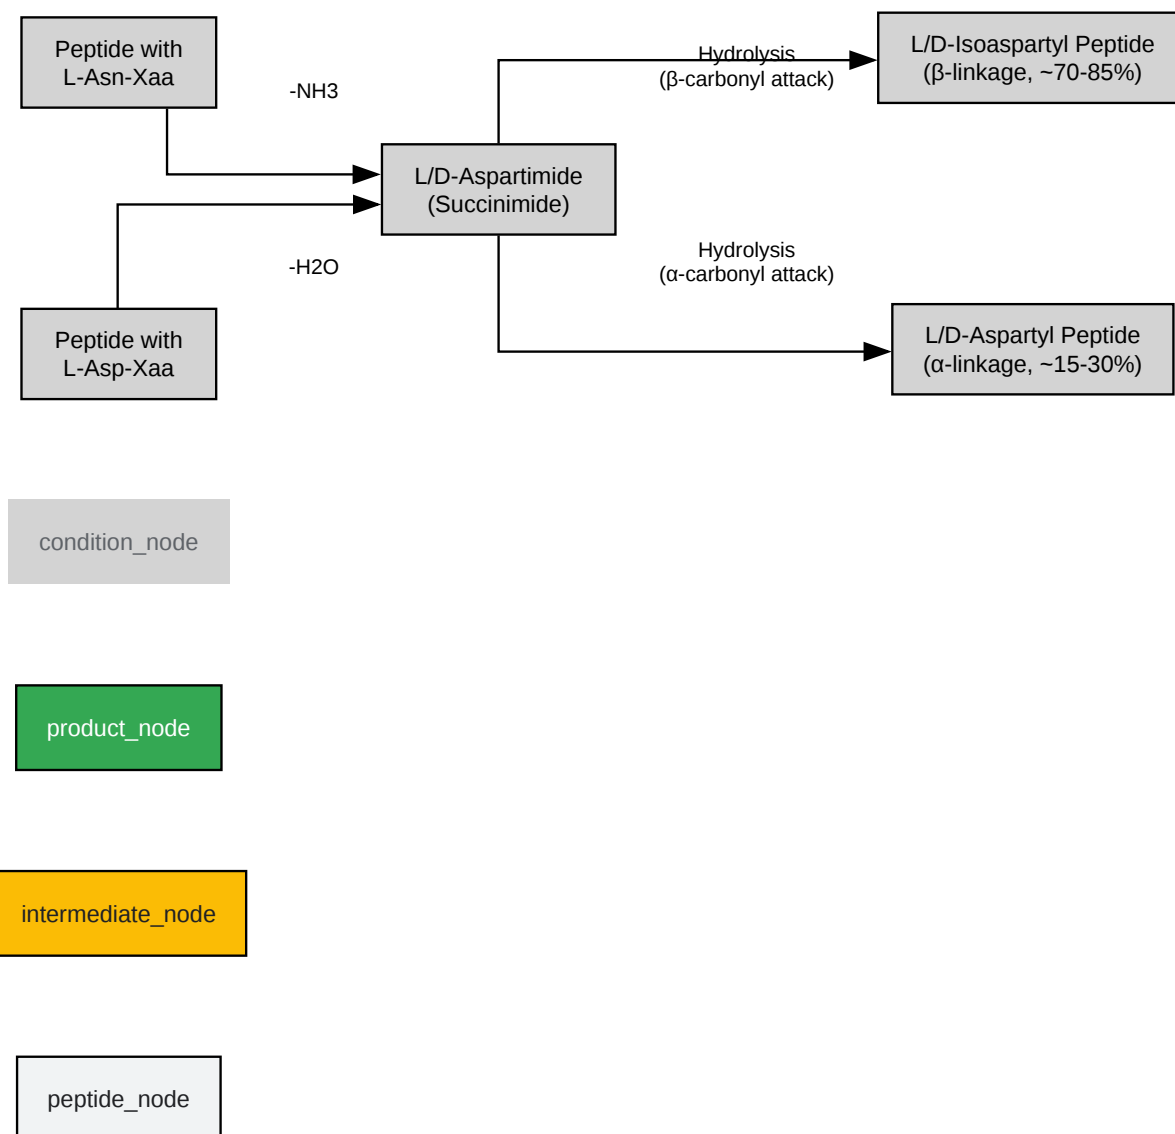 Peptide with
L-Asn-Xaa
-NH3
Hydrolysis
(β-carbonyl attack)
L/D-Isoaspartyl Peptide
(β-linkage, ~70-85%)
L/D-Aspartimide
(Succinimide)
-H2O
Hydrolysis
(α-carbonyl attack)
Peptide with
L-Asp-Xaa
L/D-Aspartyl Peptide
(α-linkage, ~15-30%)
condition_node
product_node
intermediate_node
peptide_node